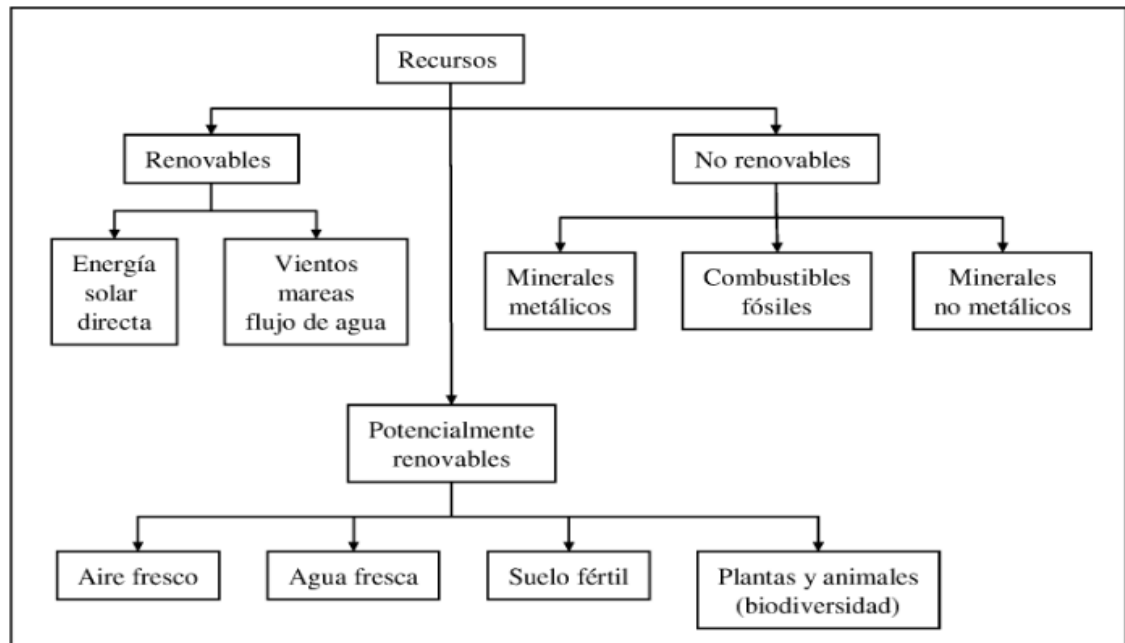 Recursos
Renovables
No renovables
Energía
solar
directa
Vientos
mareas
flujo de agua
Minerales
metálicos
Combustibles
fósiles
Minerales
no metálicos
Potencialmente
renovables
Aire fresco
Agua fresca
Suelo fértil
Plantas y animales
(biodiversidad)